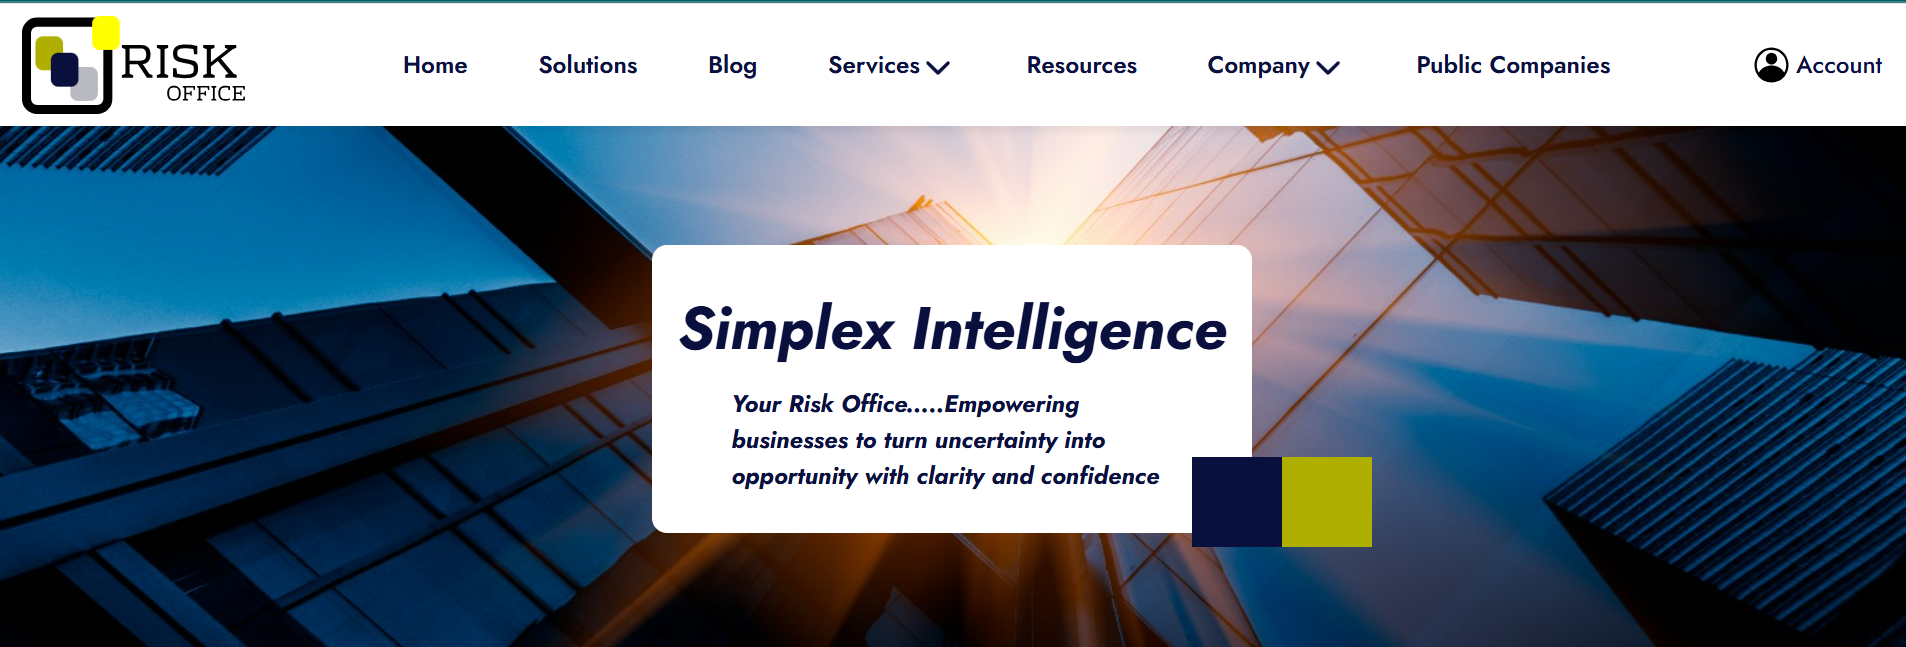 RISK
OFFICE
Home Solutions Blog Services Resources Company Public Companies Account
Simplex Intelligence
Your Risk Office.....Empowering
businesses to turn uncertainty into
opportunity with clarity and confidence